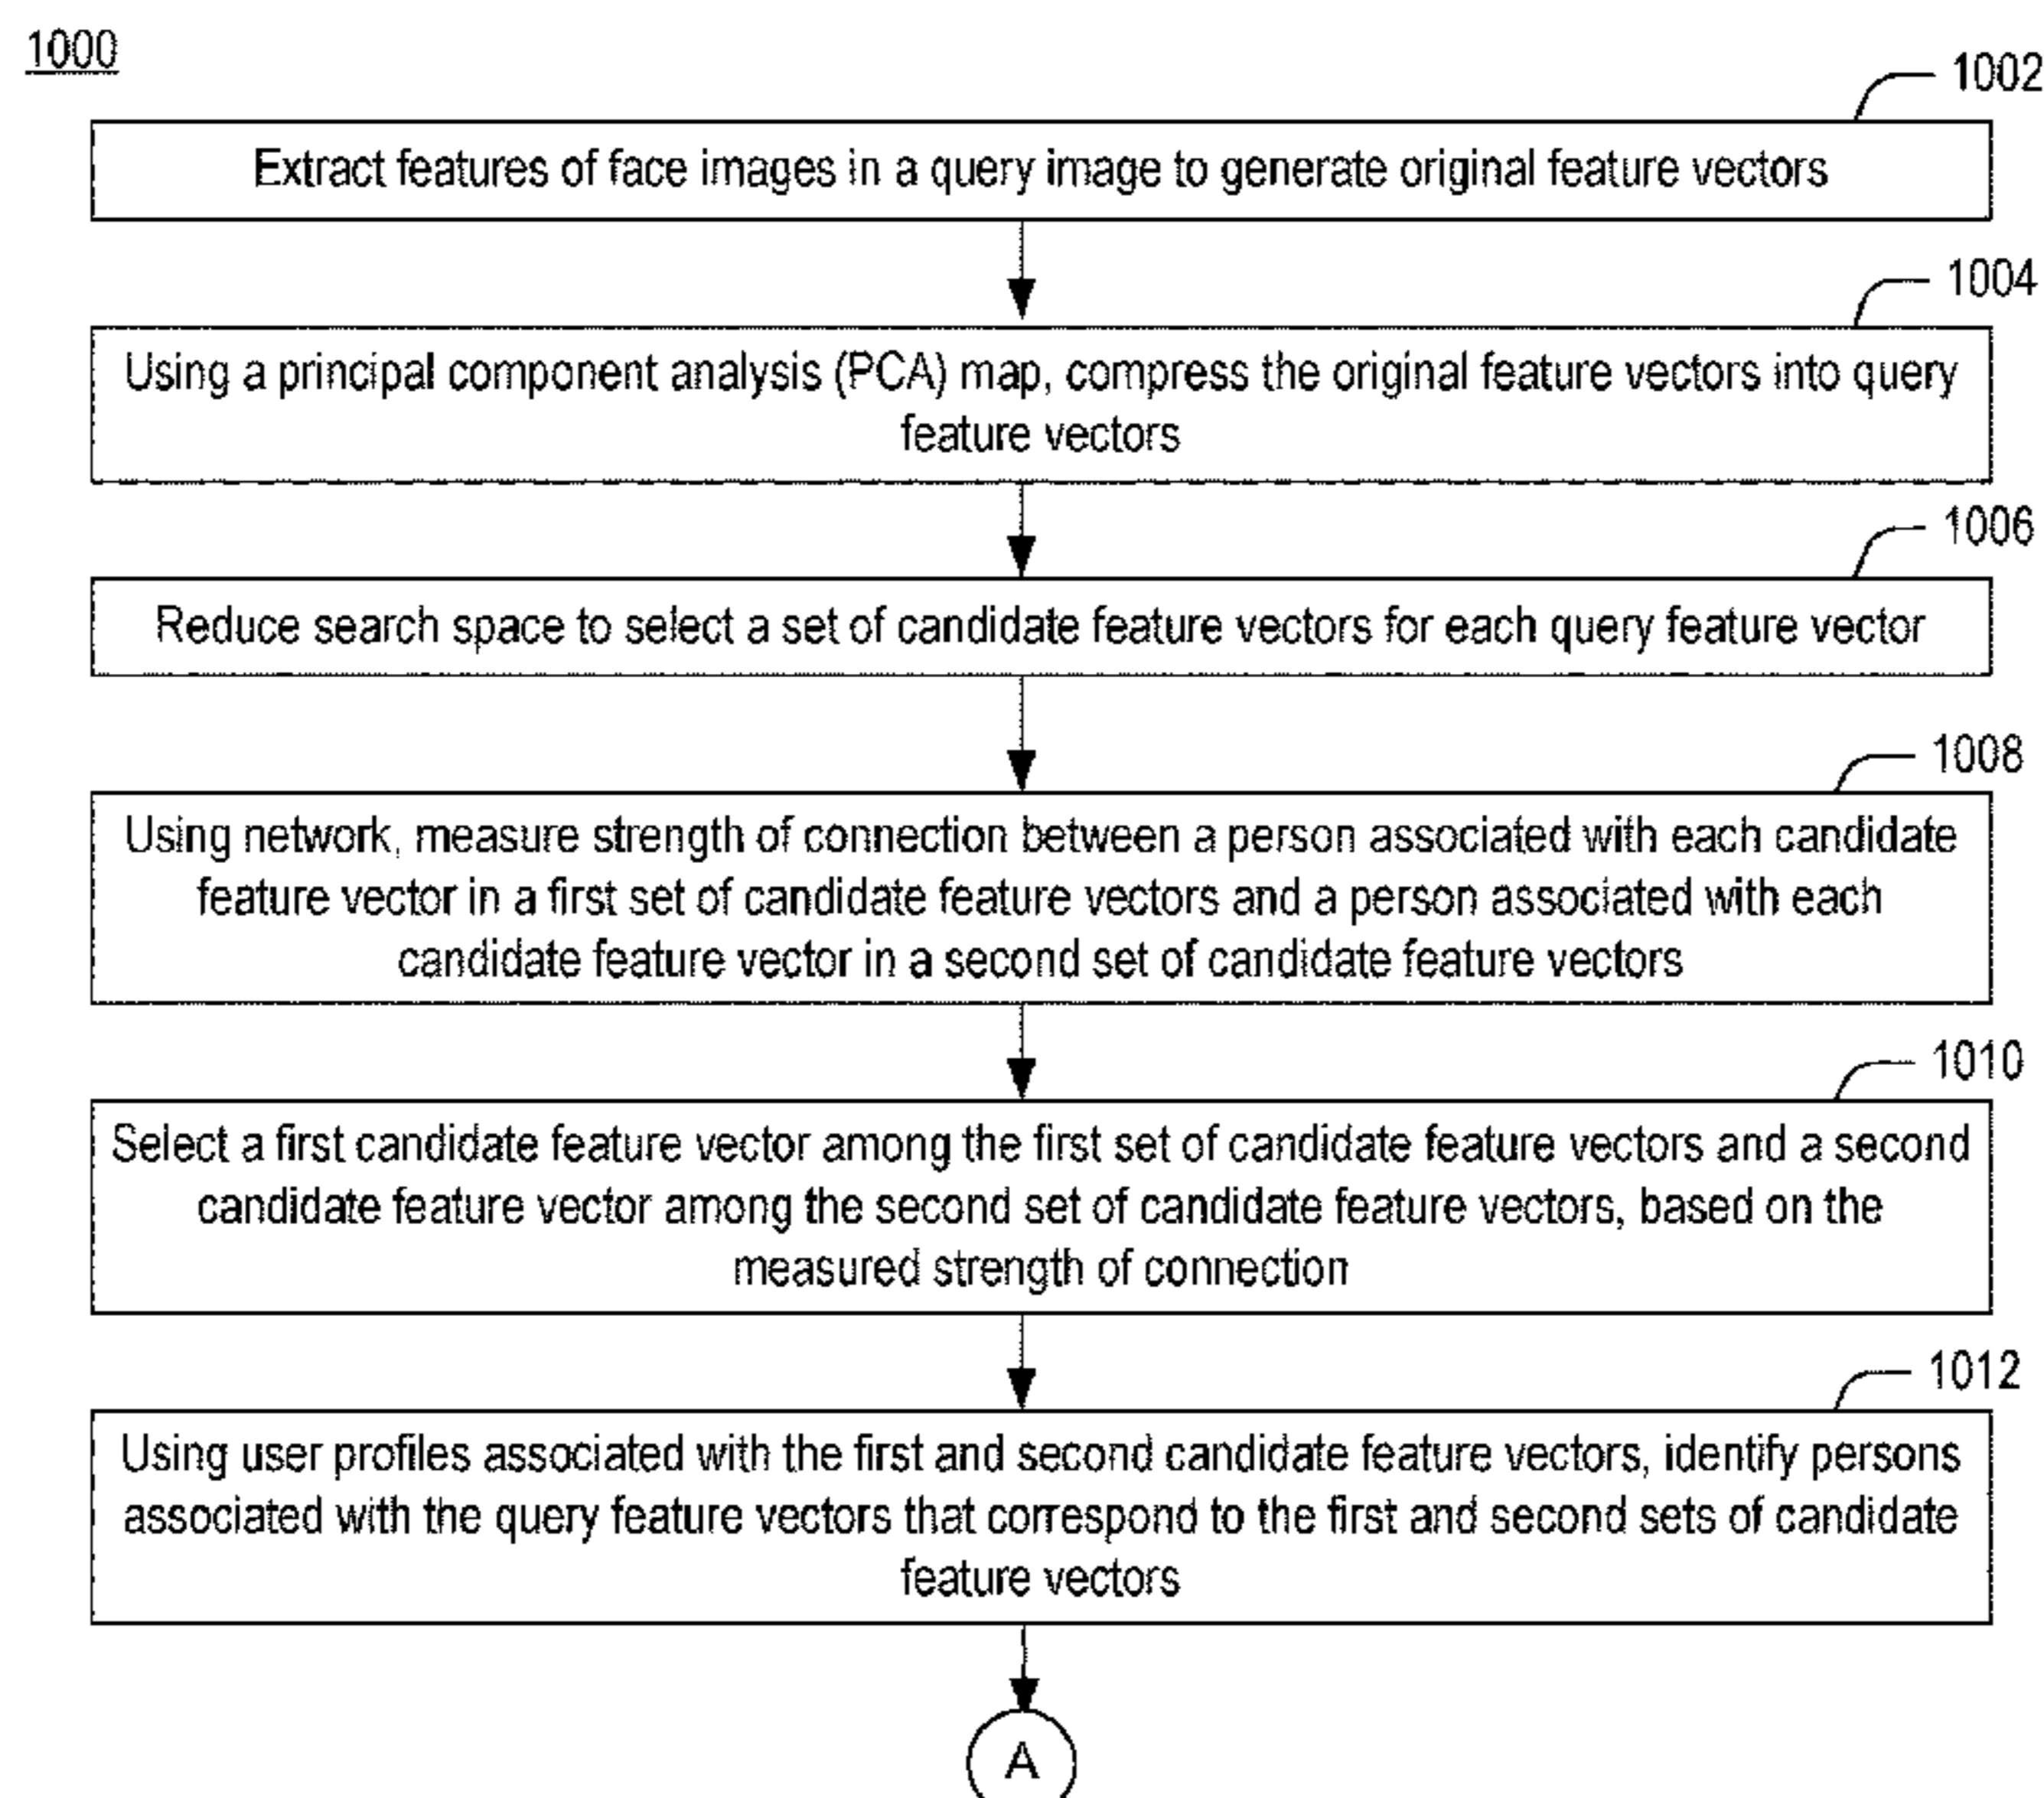 1000
1002
Extract features of face images in a query image to generate original feature vectors
1004
Using a principal component analysis (PCA) map, compress the original feature vectors into query
feature vectors
1006
Reduce search space to select a set of candidate feature vectors for each query feature vector
1008
Using network, measure strength of connection between a person associated with each candidate
feature vector in a first set of candidate feature vectors and a person associated with each
candidate feature vector in a second set of candidate feature vectors
1010
Select a first candidate feature vector among the first set of candidate feature vectors and a second
candidate feature vector among the second set of candidate feature vectors, based on the
measured strength of connection
1012
Using user profiles associated with the first and second candidate feature vectors, identify persons
associated with the query feature vectors that correspond to the first and second sets of candidate
feature vectors
A